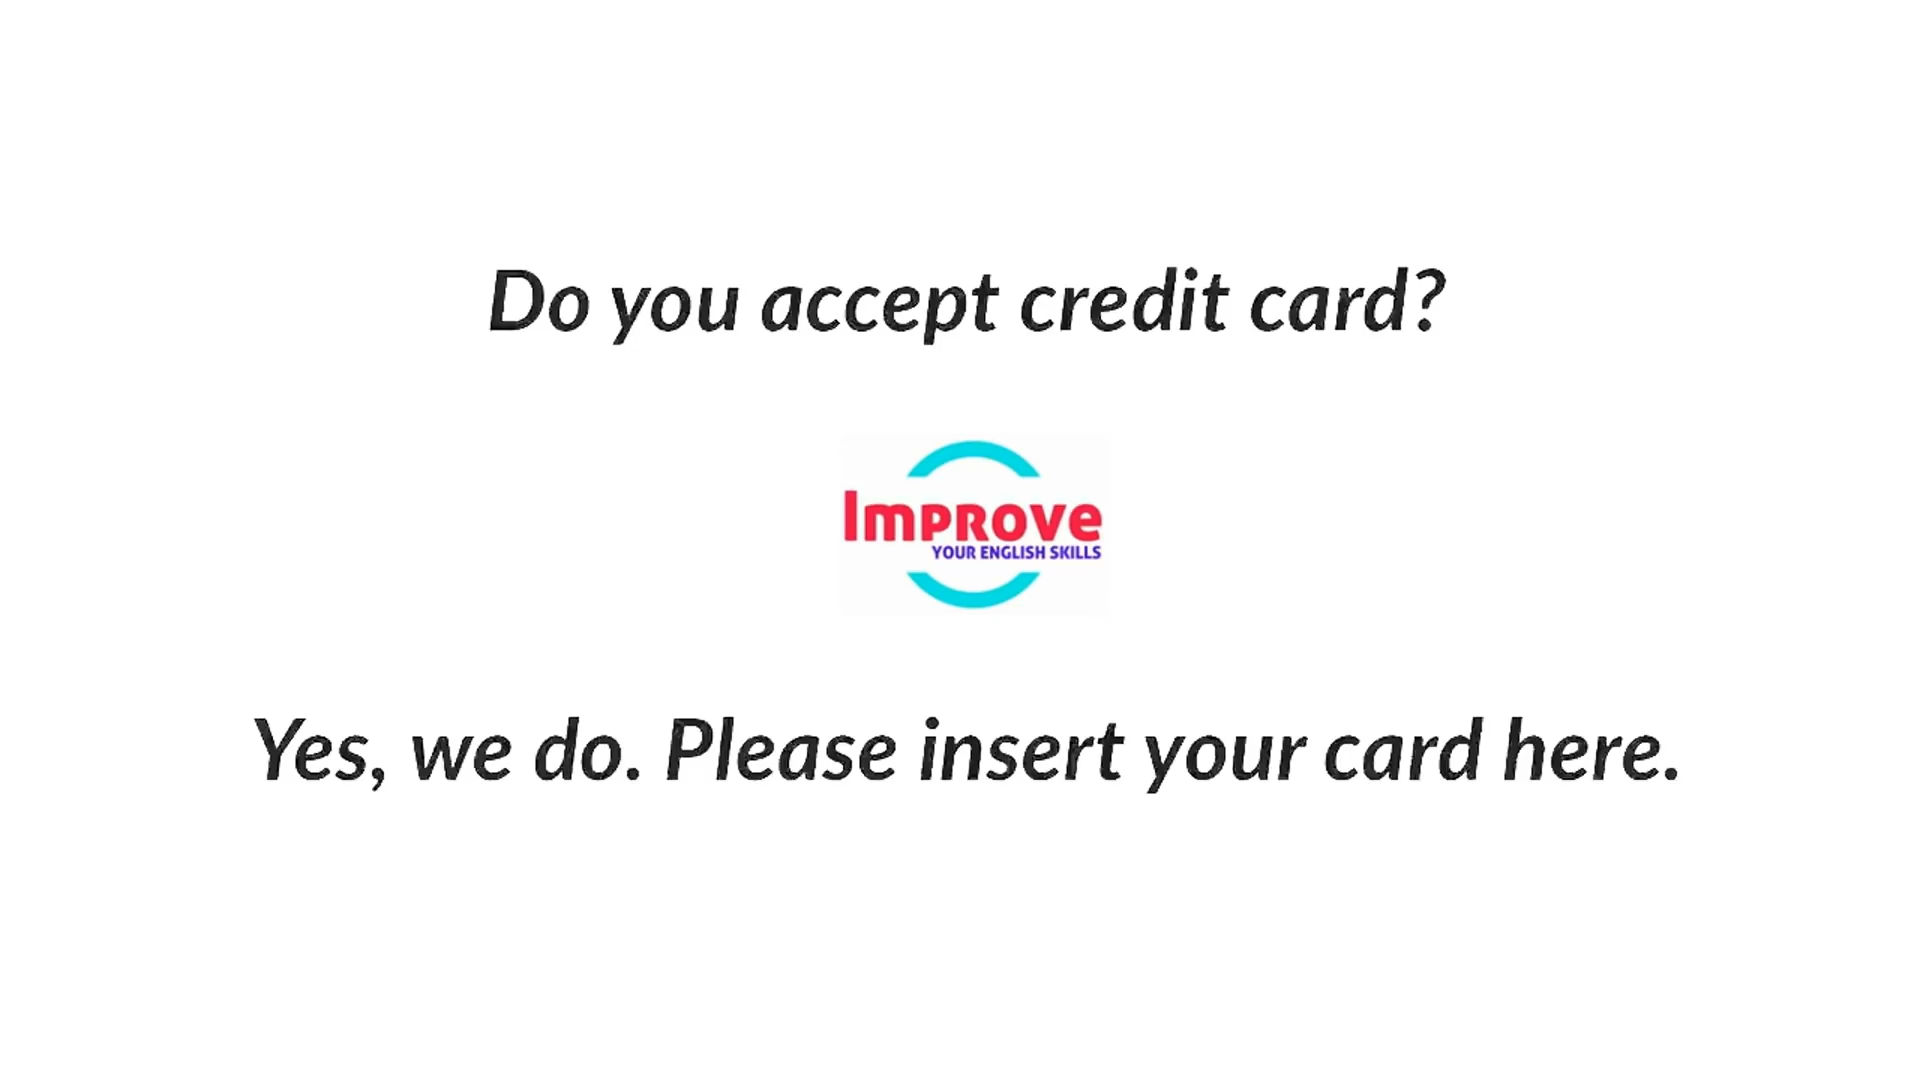 Do you accept credit card?
Improve
YOUR ENGLISH SKILLS
Yes, we do. Please insert your card here.